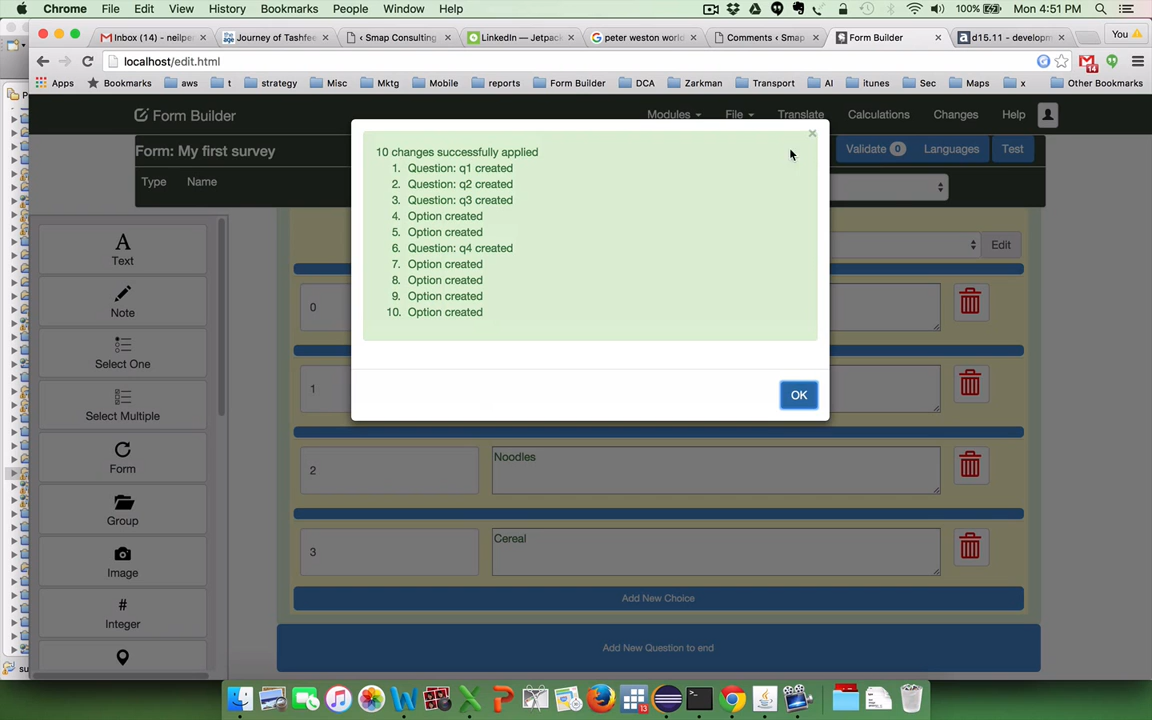 Chrome File Edit View History Bookmarks People Window Help 100% Mon 4:51 PM
Inbox (14) – neilper Journey of Tashfee ‹ Smap Consulting LinkedIn — Jetpack peter weston worl Comments ‹ Smap Form Builder d15.11 - developm You
localhost/edit.html
Apps Bookmarks aws t strategy Misc Mktg Mobile reports Form Builder DCA Zarkman Transport AI itunes Sec Maps x Other Bookmarks
Form Builder Modules File Translate Calculations Changes Help
Form: My first survey Validate 0 Languages Test
Type Name
10 changes successfully applied
1. Question: q1 created
2. Question: q2 created
3. Question: q3 created
4. Option created
5. Option created
6. Question: q4 created
7. Option created
8. Option created
9. Option created
10. Option created
OK
Edit
Text
Note
Select One
Select Multiple
Form
Group
Image
#
Integer
0
1
2 Noodles
3 Cereal
Add New Choice
Add New Question to end